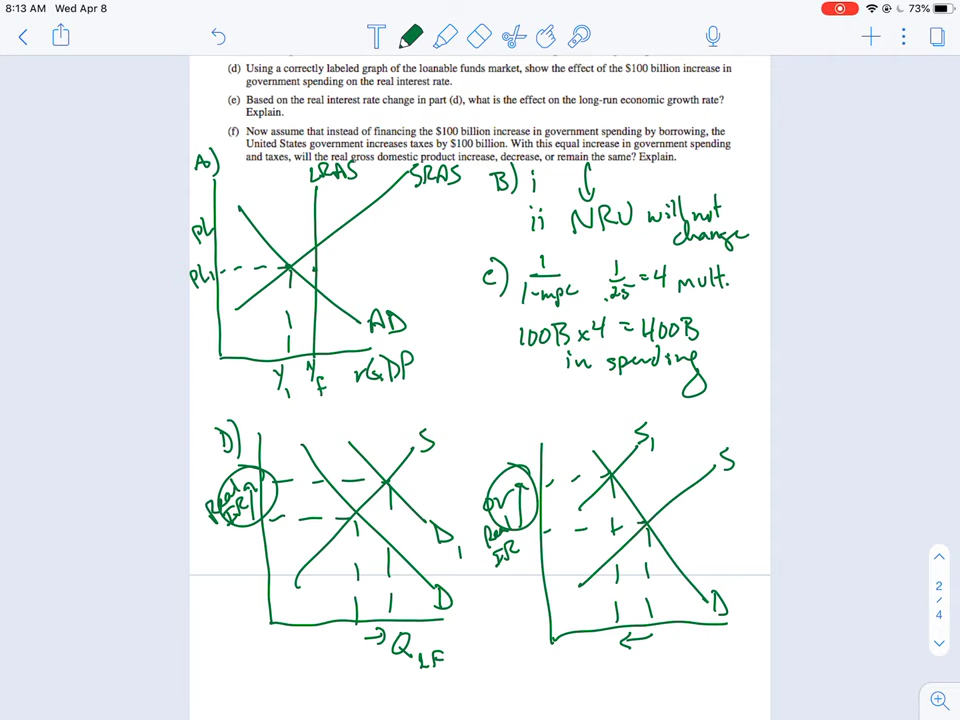 8:13 AM Wed Apr 8
73%
(d) Using a correctly labeled graph of the loanable funds market, show the effect of the $100 billion increase in
government spending on the real interest rate.
(e) Based on the real interest rate change in part (d), what is the effect on the long-run economic growth rate?
Explain.
(f) Now assume that instead of financing the $100 billion increase in government spending by borrowing, the
United States government increases taxes by $100 billion. With this equal increase in government spending
and taxes, will the real gross domestic product increase, decrease, or remain the same? Explain.
A)
LRAS
SRAS
PL
PL1
AD
Y1
Yf
rGDP
B) i
ii NRU will not
change
C) 1/1-mpc 1/.25 = 4 mult.
100B x 4 = 400B
in spending
D)
S
Real
IR
D1
D
→ Q LF
S1
S
or
Real
IR
D
←
2
/
4